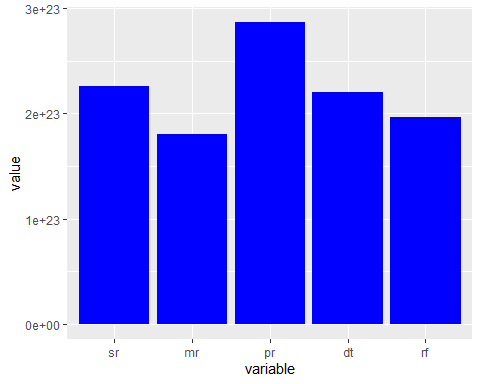 3e+23
2e+23
1e+23
0e+00
value
sr mr pr dt rf
variable